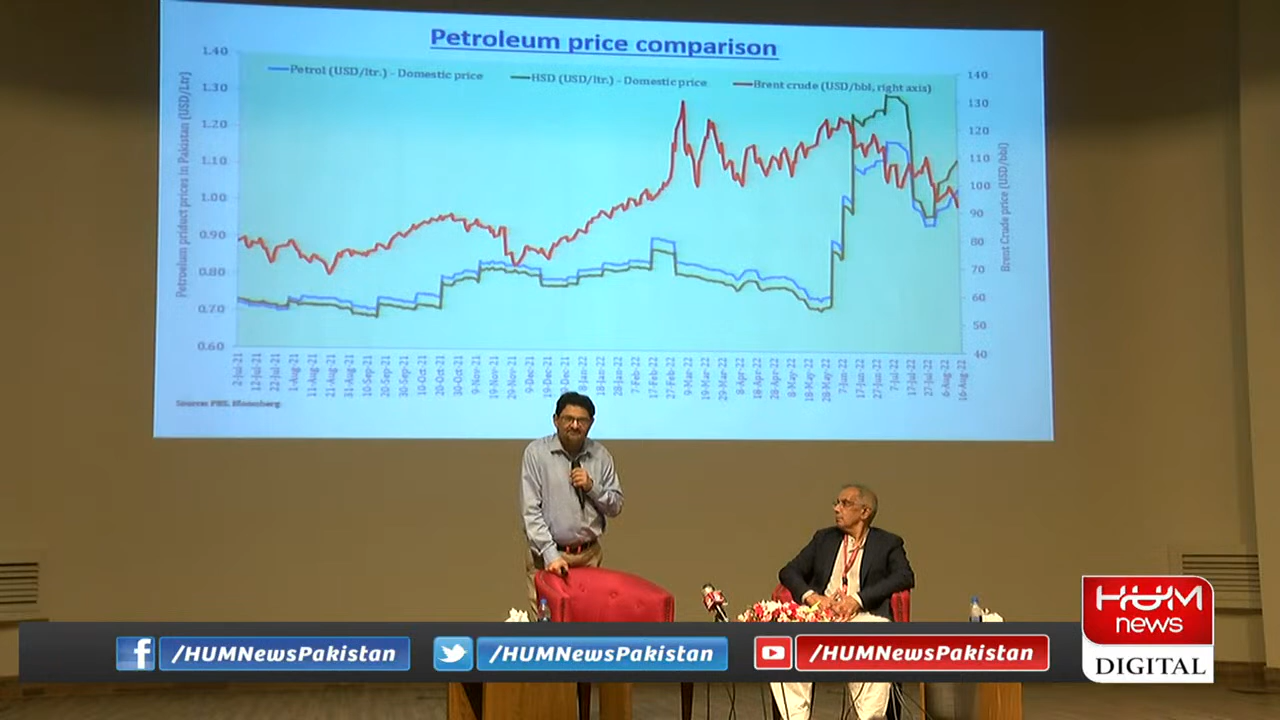 Petroleum price comparison
Petrol (USD/ltr.) - Domestic price
HSD (USD/ltr.) - Domestic price
Brent crude (USD/bbl, right axis)
Petroelum priduct prices in Pakistan (USD/Ltr)
1.40
1.30
1.20
1.10
1.00
0.90
0.80
0.70
0.60
140
130
120
110
100
90
80
70
60
50
40
Brent Crude price (USD/bbl)
2-Jul-21
12-Jul-21
22-Jul-21
1-Aug-21
11-Aug-21
21-Aug-21
31-Aug-21
10-Sep-21
20-Sep-21
30-Sep-21
10-Oct-21
20-Oct-21
30-Oct-21
9-Nov-21
19-Nov-21
29-Nov-21
9-Dec-21
19-Dec-21
8-Jan-22
18-Jan-22
28-Jan-22
7-Feb-22
17-Feb-22
27-Feb-22
9-Mar-22
19-Mar-22
29-Mar-22
8-Apr-22
18-Apr-22
28-Apr-22
8-May-22
18-May-22
28-May-22
7-Jun-22
17-Jun-22
27-Jun-22
7-Jul-22
17-Jul-22
27-Jul-22
6-Aug-22
16-Aug-22
Source: PBS, Bloomberg
/HUMNewsPakistan
/HUMNewsPakistan
/HUMNewsPakistan
HUM
news
DIGITAL